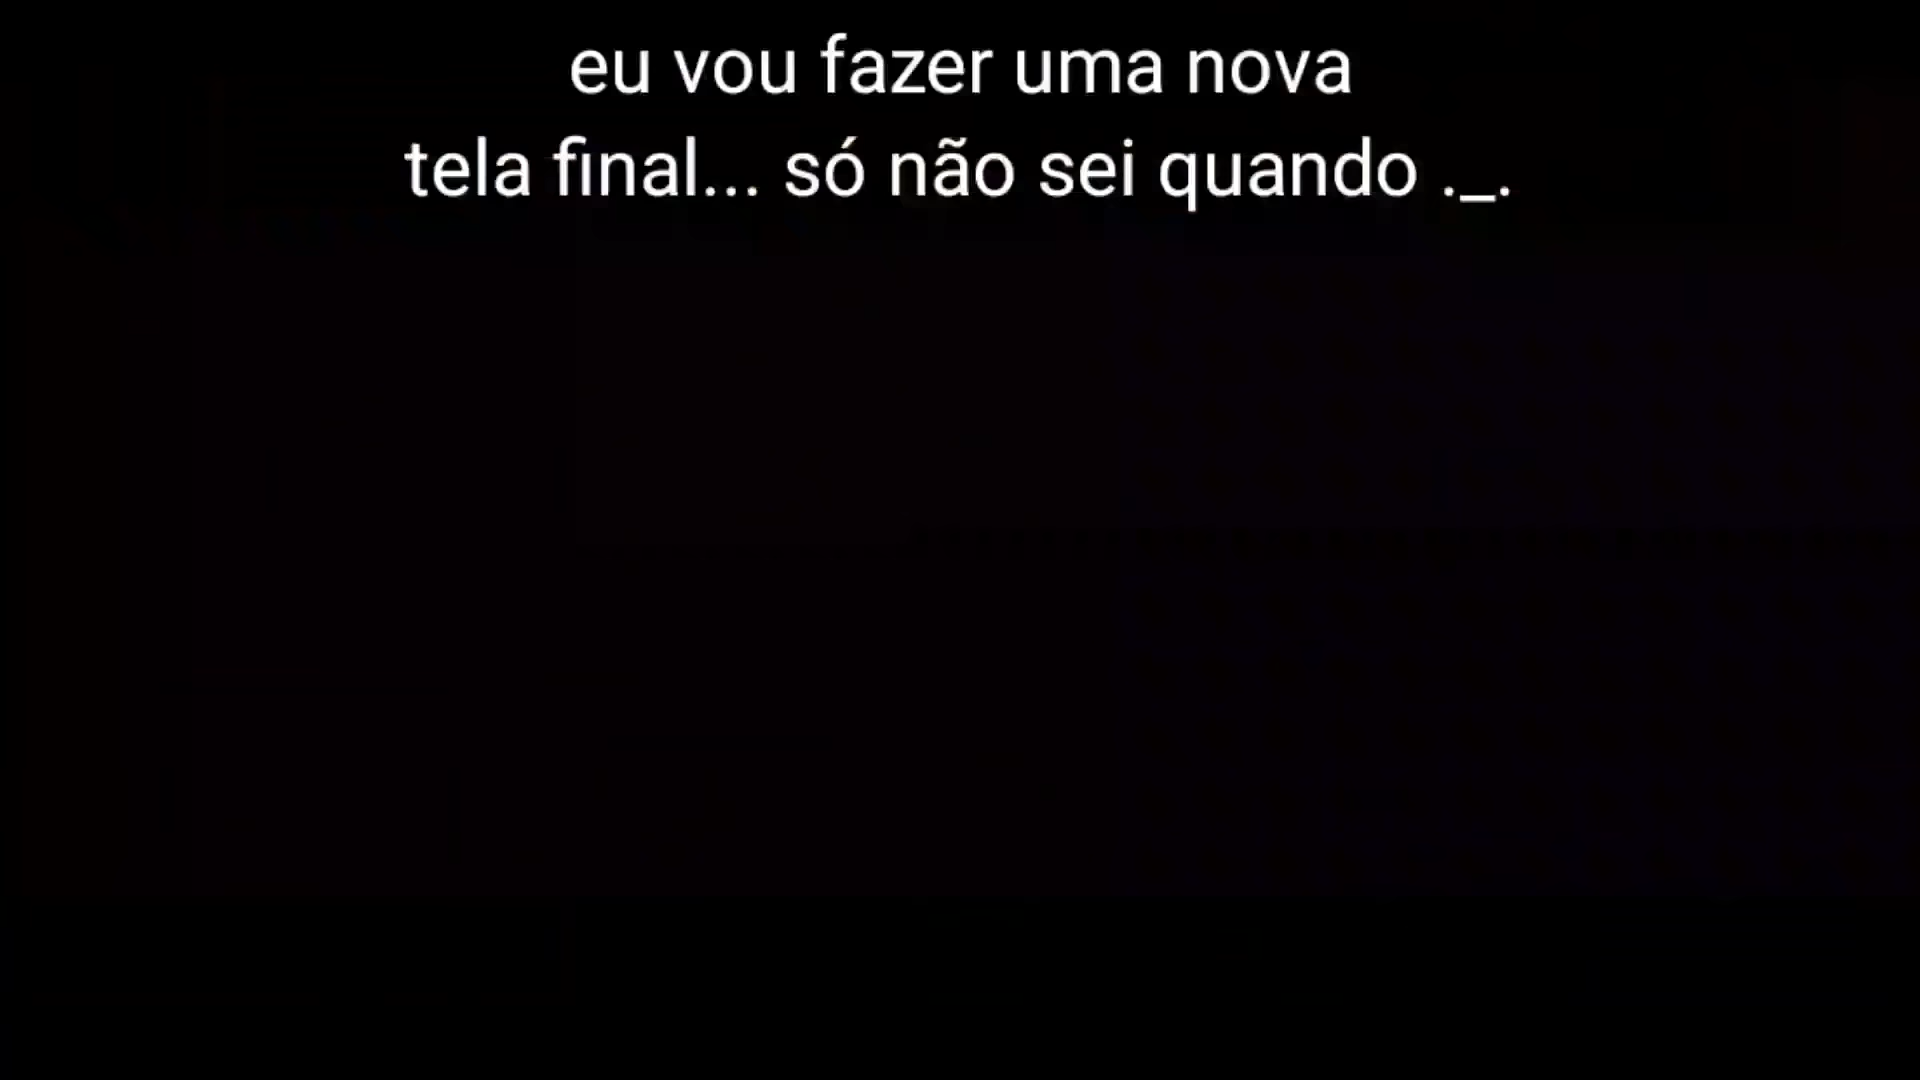 eu vou fazer uma nova
tela final... só não sei quando ._.